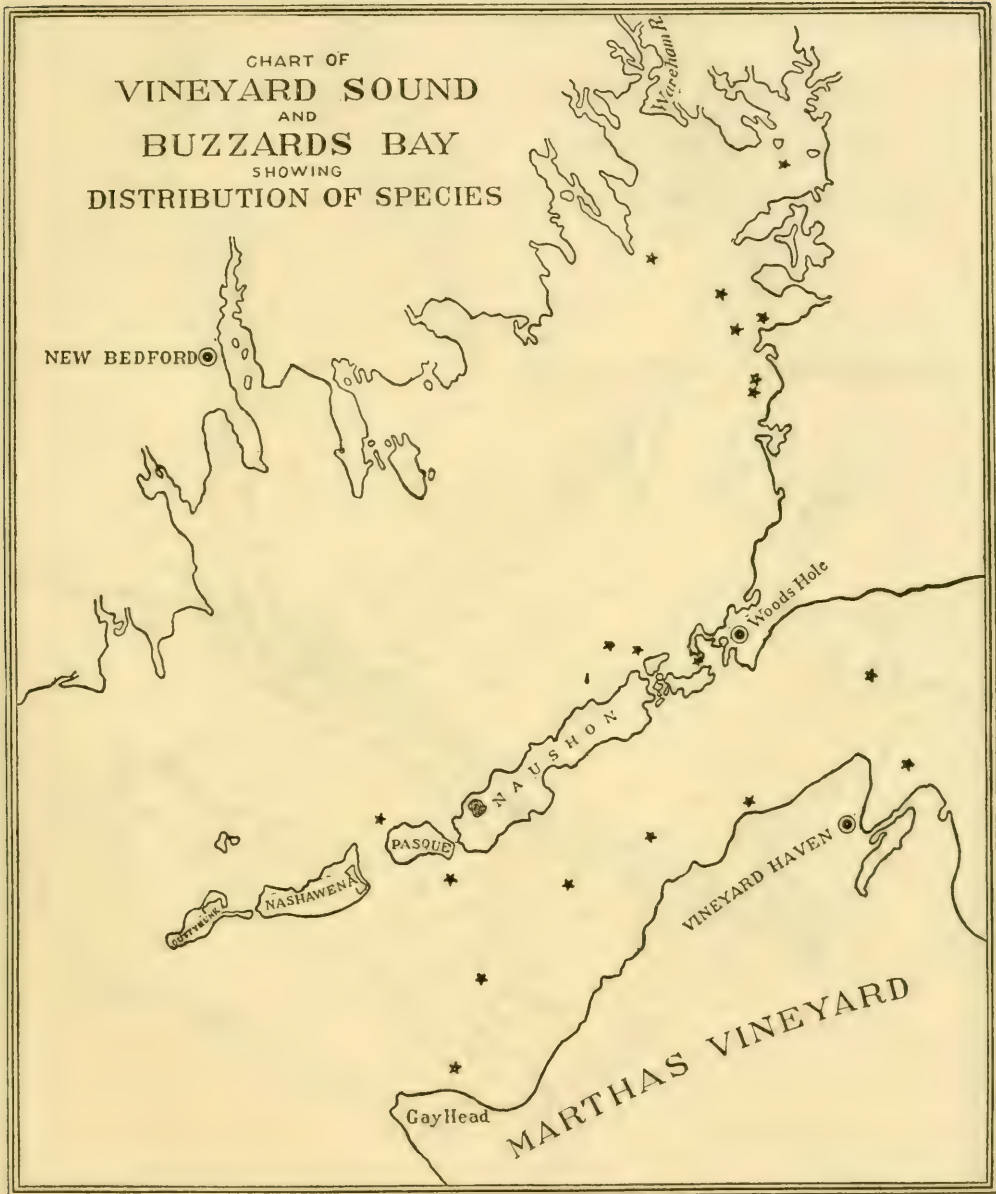 CHART OF
VINEYARD SOUND
AND
BUZZARDS BAY
SHOWING
DISTRIBUTION OF SPECIES
Wareham R.
NEW BEDFORD
Woods Hole
NAUSHON
PASQUE
NASHAWENA
CUTTYHUNK
VINEYARD HAVEN
MARTHAS VINEYARD
Gay Head